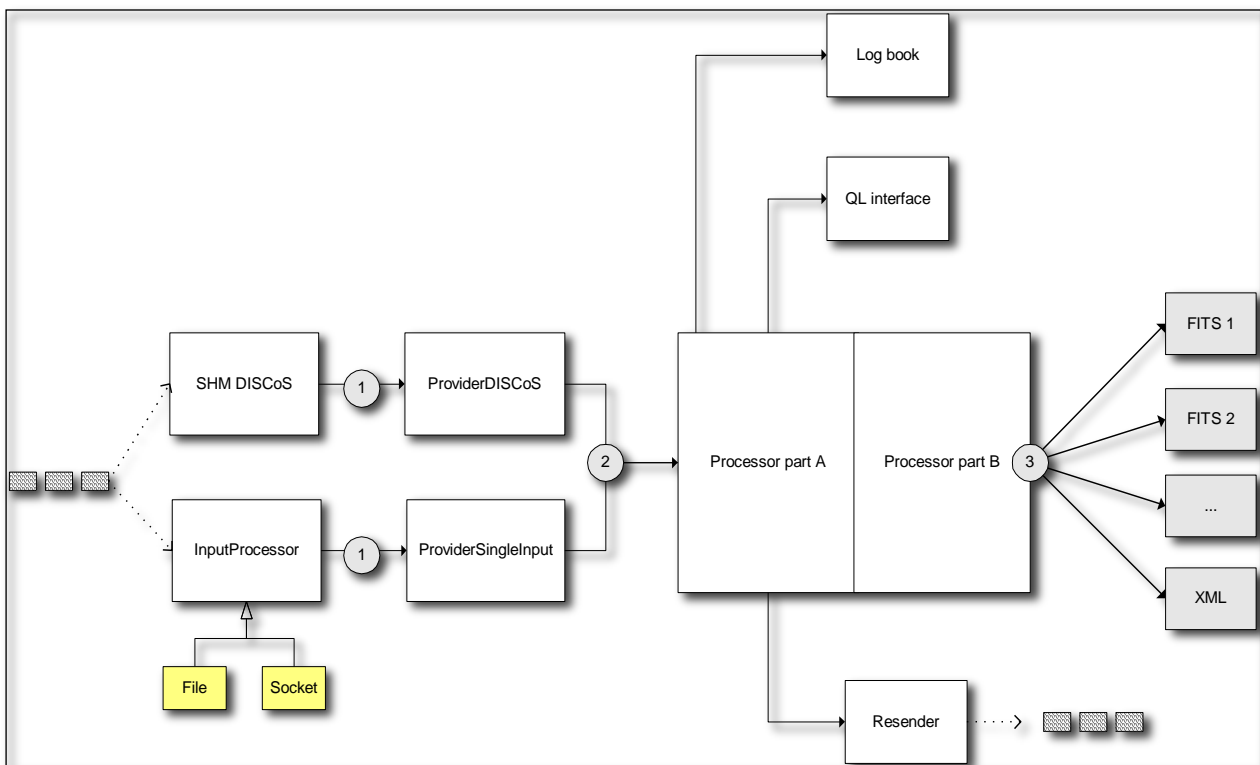 Log book
QL interface
FITS 1
SHM DISCoS
1
ProviderDISCoS
FITS 2
2
Processor part A
Processor part B
3
...
InputProcessor
1
ProviderSingleInput
XML
File
Socket
Resender